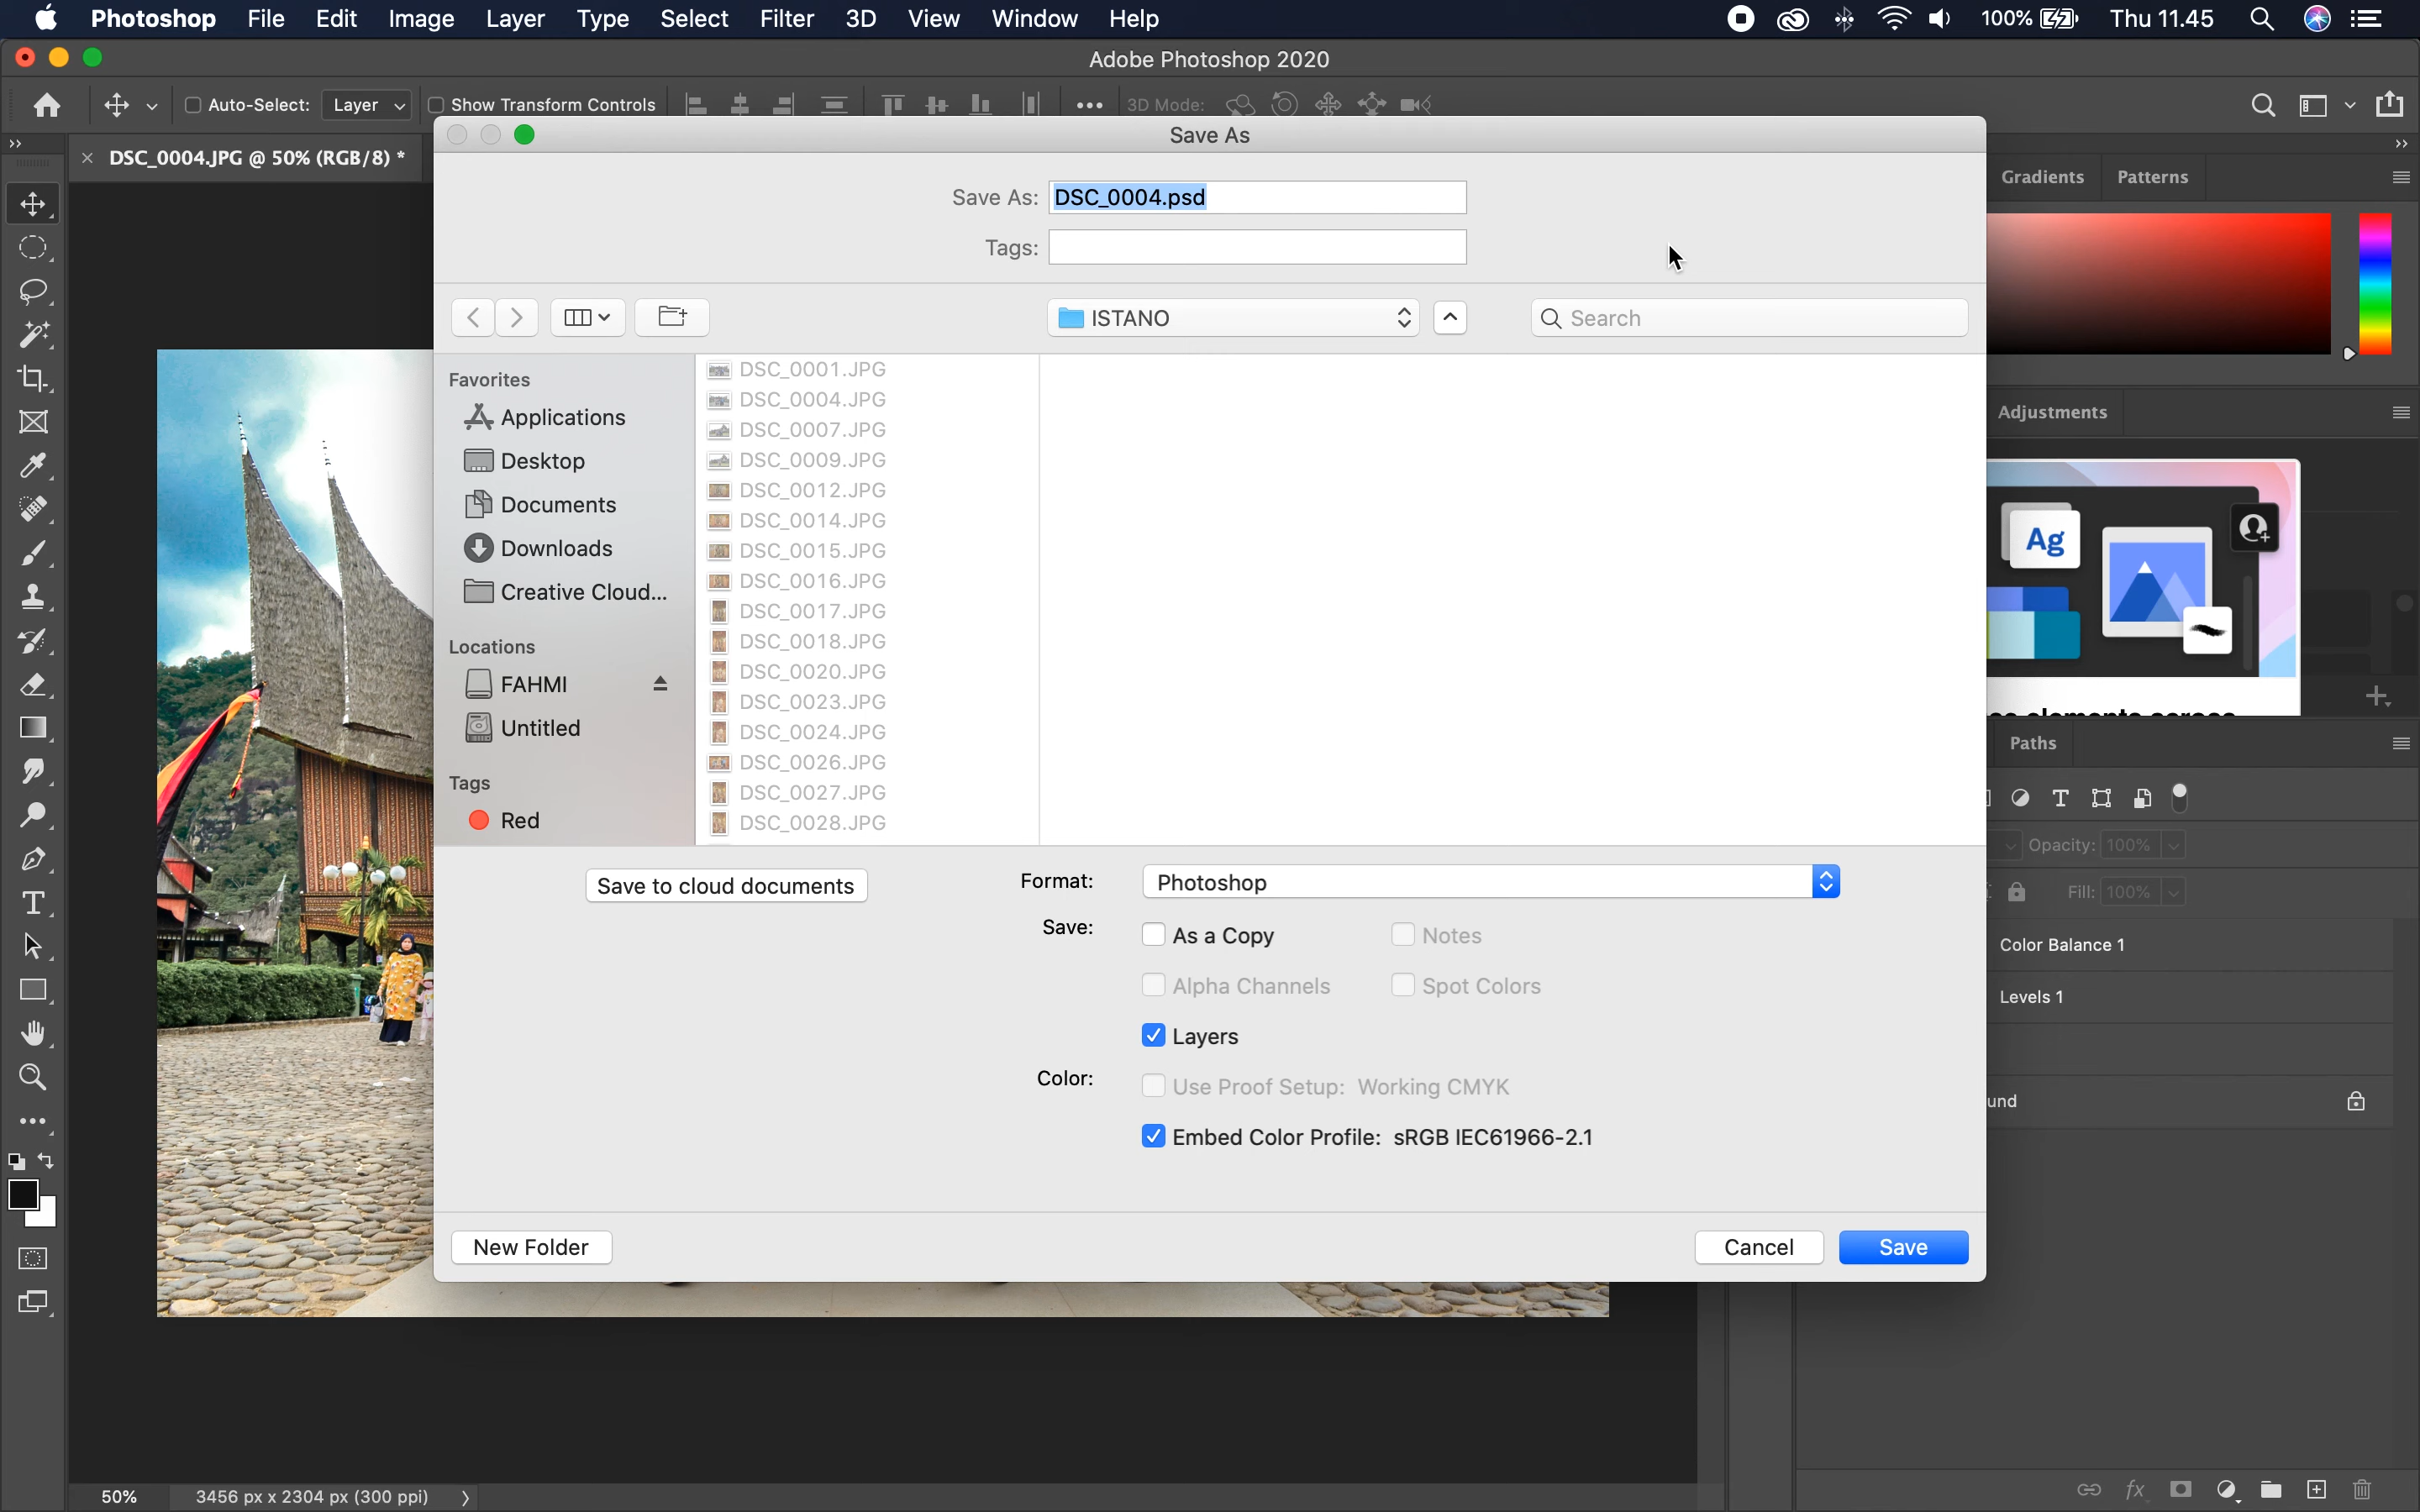 Photoshop File Edit Image Layer Type Select Filter 3D View Window Help 100% Thu 11.45
Adobe Photoshop 2020
Auto-Select: Layer Show Transform Controls 3D Mode:
DSC_0004.JPG @ 50% (RGB/8) *
Save As
Save As: DSC_0004.psd
Tags:
ISTANO
Search
Favorites
Applications
Desktop
Documents
Downloads
Creative Cloud...
Locations
FAHMI
Untitled
Tags
Red
DSC_0001.JPG
DSC_0004.JPG
DSC_0007.JPG
DSC_0009.JPG
DSC_0012.JPG
DSC_0014.JPG
DSC_0015.JPG
DSC_0016.JPG
DSC_0017.JPG
DSC_0018.JPG
DSC_0020.JPG
DSC_0023.JPG
DSC_0024.JPG
DSC_0026.JPG
DSC_0027.JPG
DSC_0028.JPG
Save to cloud documents
Format: Photoshop
Save:
As a Copy Notes
Alpha Channels Spot Colors
Layers
Color:
Use Proof Setup: Working CMYK
Embed Color Profile: sRGB IEC61966-2.1
New Folder Cancel Save
Gradients Patterns
Adjustments
Ag
Paths
Opacity: 100%
Fill: 100%
Color Balance 1
Levels 1
und
fx
50% 3456 px x 2304 px (300 ppi)